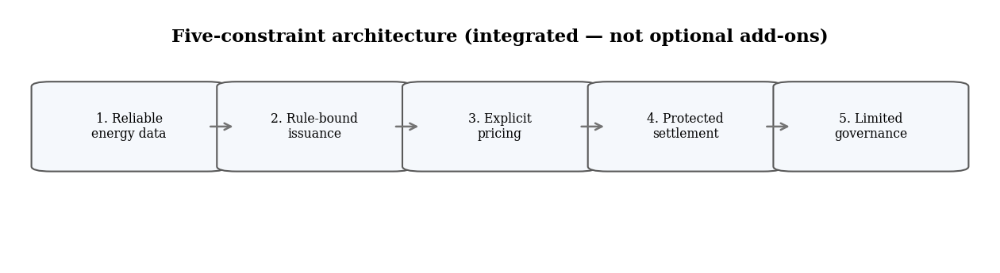 Five-constraint architecture (integrated — not optional add-ons)
1. Reliable
energy data
2. Rule-bound
issuance
3. Explicit
pricing
4. Protected
settlement
5. Limited
governance